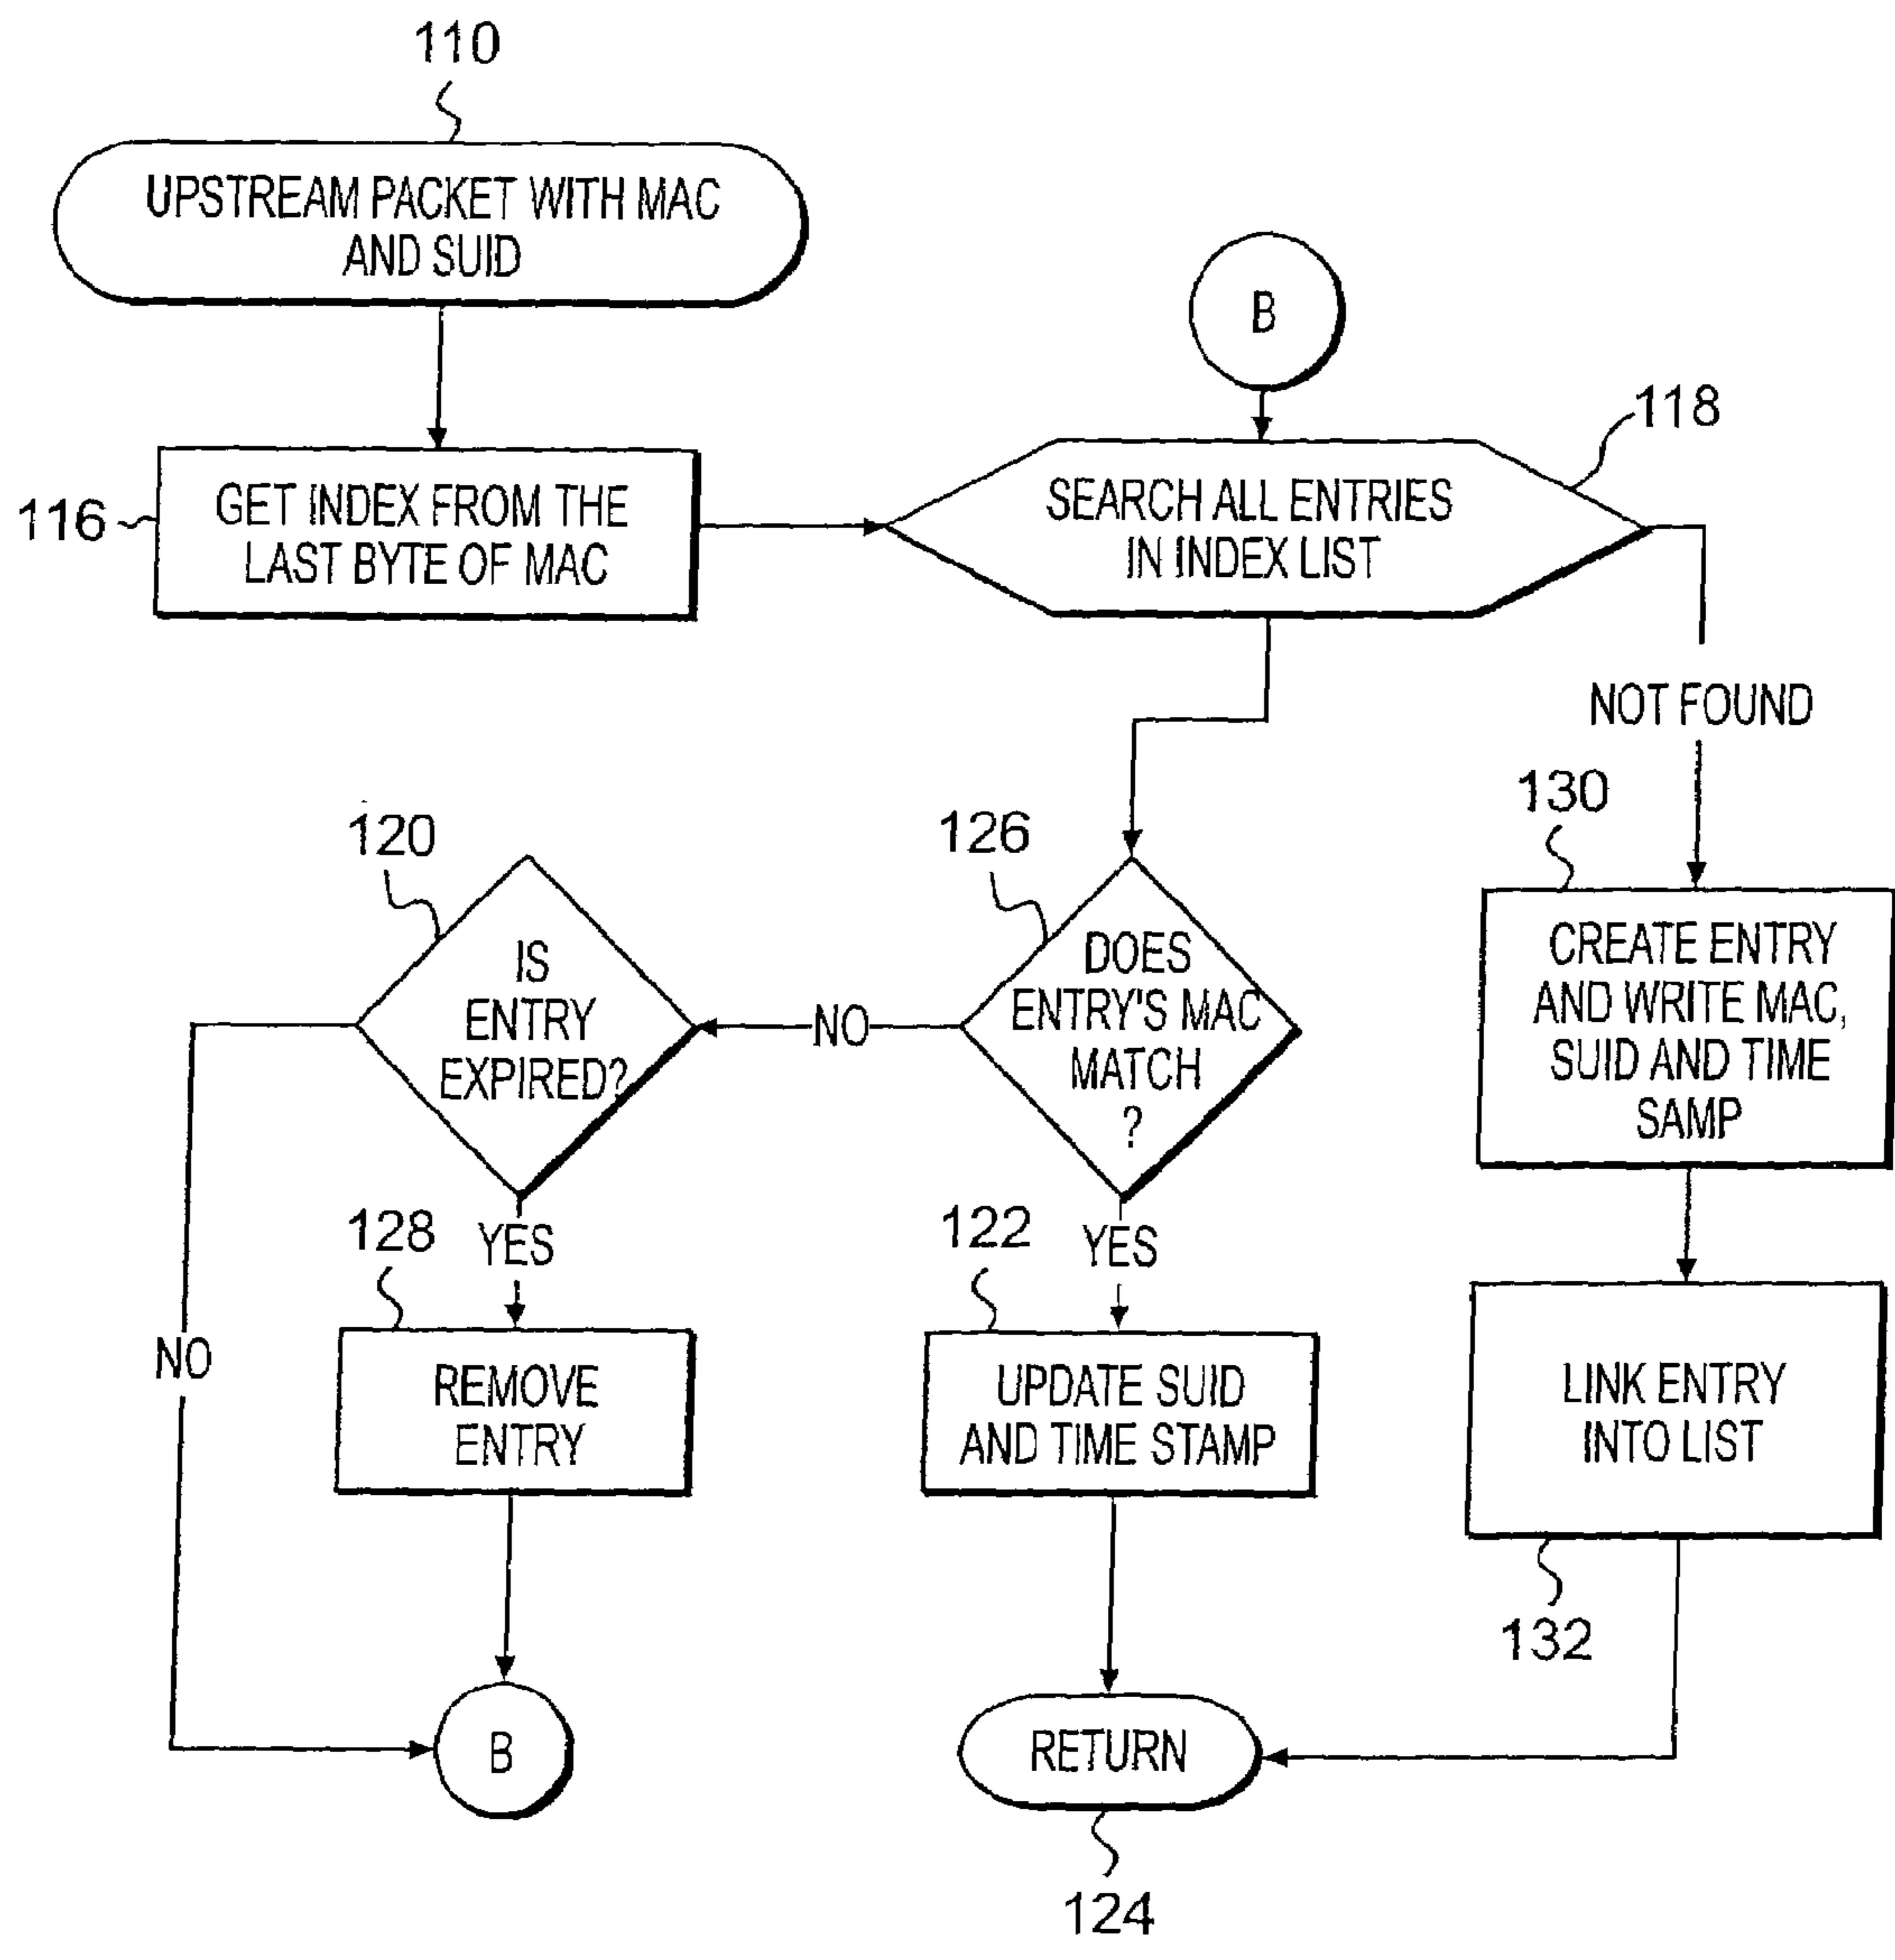 110
UPSTREAM PACKET WITH MAC
AND SUID
B
118
116
GET INDEX FROM THE
LAST BYTE OF MAC
SEARCH ALL ENTRIES
IN INDEX LIST
NOT FOUND
120
126
130
IS
ENTRY
EXPIRED?
NO
DOES
ENTRY'S MAC
MATCH
?
CREATE ENTRY
AND WRITE MAC,
SUID AND TIME
SAMP
128
YES
122
YES
NO
REMOVE
ENTRY
UPDATE SUID
AND TIME STAMP
LINK ENTRY
INTO LIST
132
B
RETURN
124